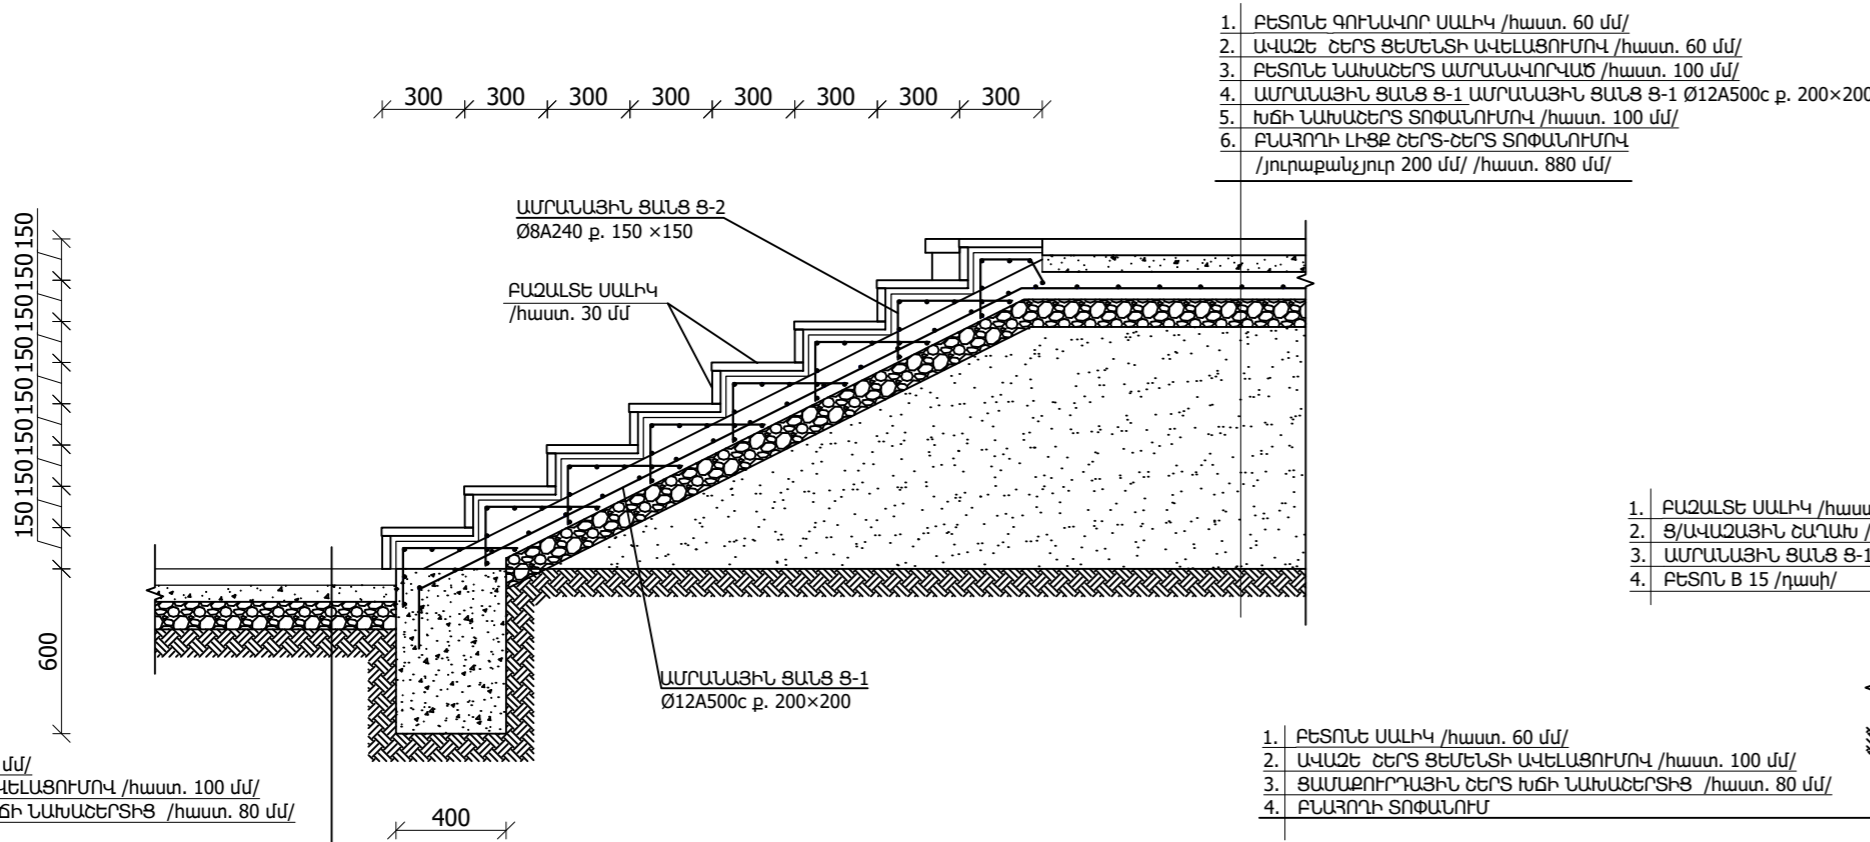 1. ԲԵՏՈՆԵ ԳՈՒՆԱՎՈՐ ՍԱԼԻԿ /հաստ. 60 մմ/
2. ԱՎԱԶԵ ՇԵՐՏ ՑԵՄԵՆՏԻ ԱՎԵԼԱՑՈՒՄՈՎ /հաստ. 60 մմ/
3. ԲԵՏՈՆԵ ՆԱԽԱՇԵՐՏ ԱՄՐԱՆԱՎՈՐՎԱԾ /հաստ. 100 մմ/
4. ԱՄՐԱՆԱՅԻՆ ՑԱՆՑ Ց-1 ԱՄՐԱՆԱՅԻՆ ՑԱՆՑ Ց-1 Ø12A500c ք. 200×200
5. ԽՃԻ ՆԱԽԱՇԵՐՏ ՏՈՓԱՆՈՒՄՈՎ /հաստ. 100 մմ/
6. ԲՆԱՀՈՂԻ ԼԻՑՔ ՇԵՐՏ-ՇԵՐՏ ՏՈՓԱՆՈՒՄՈՎ
/յուրաքանչյուր 200 մմ/ /հաստ. 880 մմ/
300 300 300 300 300 300 300 300
ԱՄՐԱՆԱՅԻՆ ՑԱՆՑ Ց-2
Ø8A240 ք. 150 ×150
ԲԱԶԱԼՏԵ ՍԱԼԻԿ
/հաստ. 30 մմ
150 150 150 150 150 150 150 150
600
1. ԲԱԶԱԼՏԵ ՍԱԼԻԿ /հաստ
2. Ց/ԱՎԱԶԱՅԻՆ ՇԱՂԱԽ /
3. ԱՄՐԱՆԱՅԻՆ ՑԱՆՑ Ց-1
4. ԲԵՏՈՆ B 15 /դասի/
ԱՄՐԱՆԱՅԻՆ ՑԱՆՑ Ց-1
Ø12A500c ք. 200×200
մմ/
ՎԵԼԱՑՈՒՄՈՎ /հաստ. 100 մմ/
ՃԻ ՆԱԽԱՇԵՐՏԻՑ /հաստ. 80 մմ/
400
1. ԲԵՏՈՆԵ ՍԱԼԻԿ /հաստ. 60 մմ/
2. ԱՎԱԶԵ ՇԵՐՏ ՑԵՄԵՆՏԻ ԱՎԵԼԱՑՈՒՄՈՎ /հաստ. 100 մմ/
3. ՑԱՄԱՔՈՒՐԴԱՅԻՆ ՇԵՐՏ ԽՃԻ ՆԱԽԱՇԵՐՏԻՑ /հաստ. 80 մմ/
4. ԲՆԱՀՈՂԻ ՏՈՓԱՆՈՒՄ